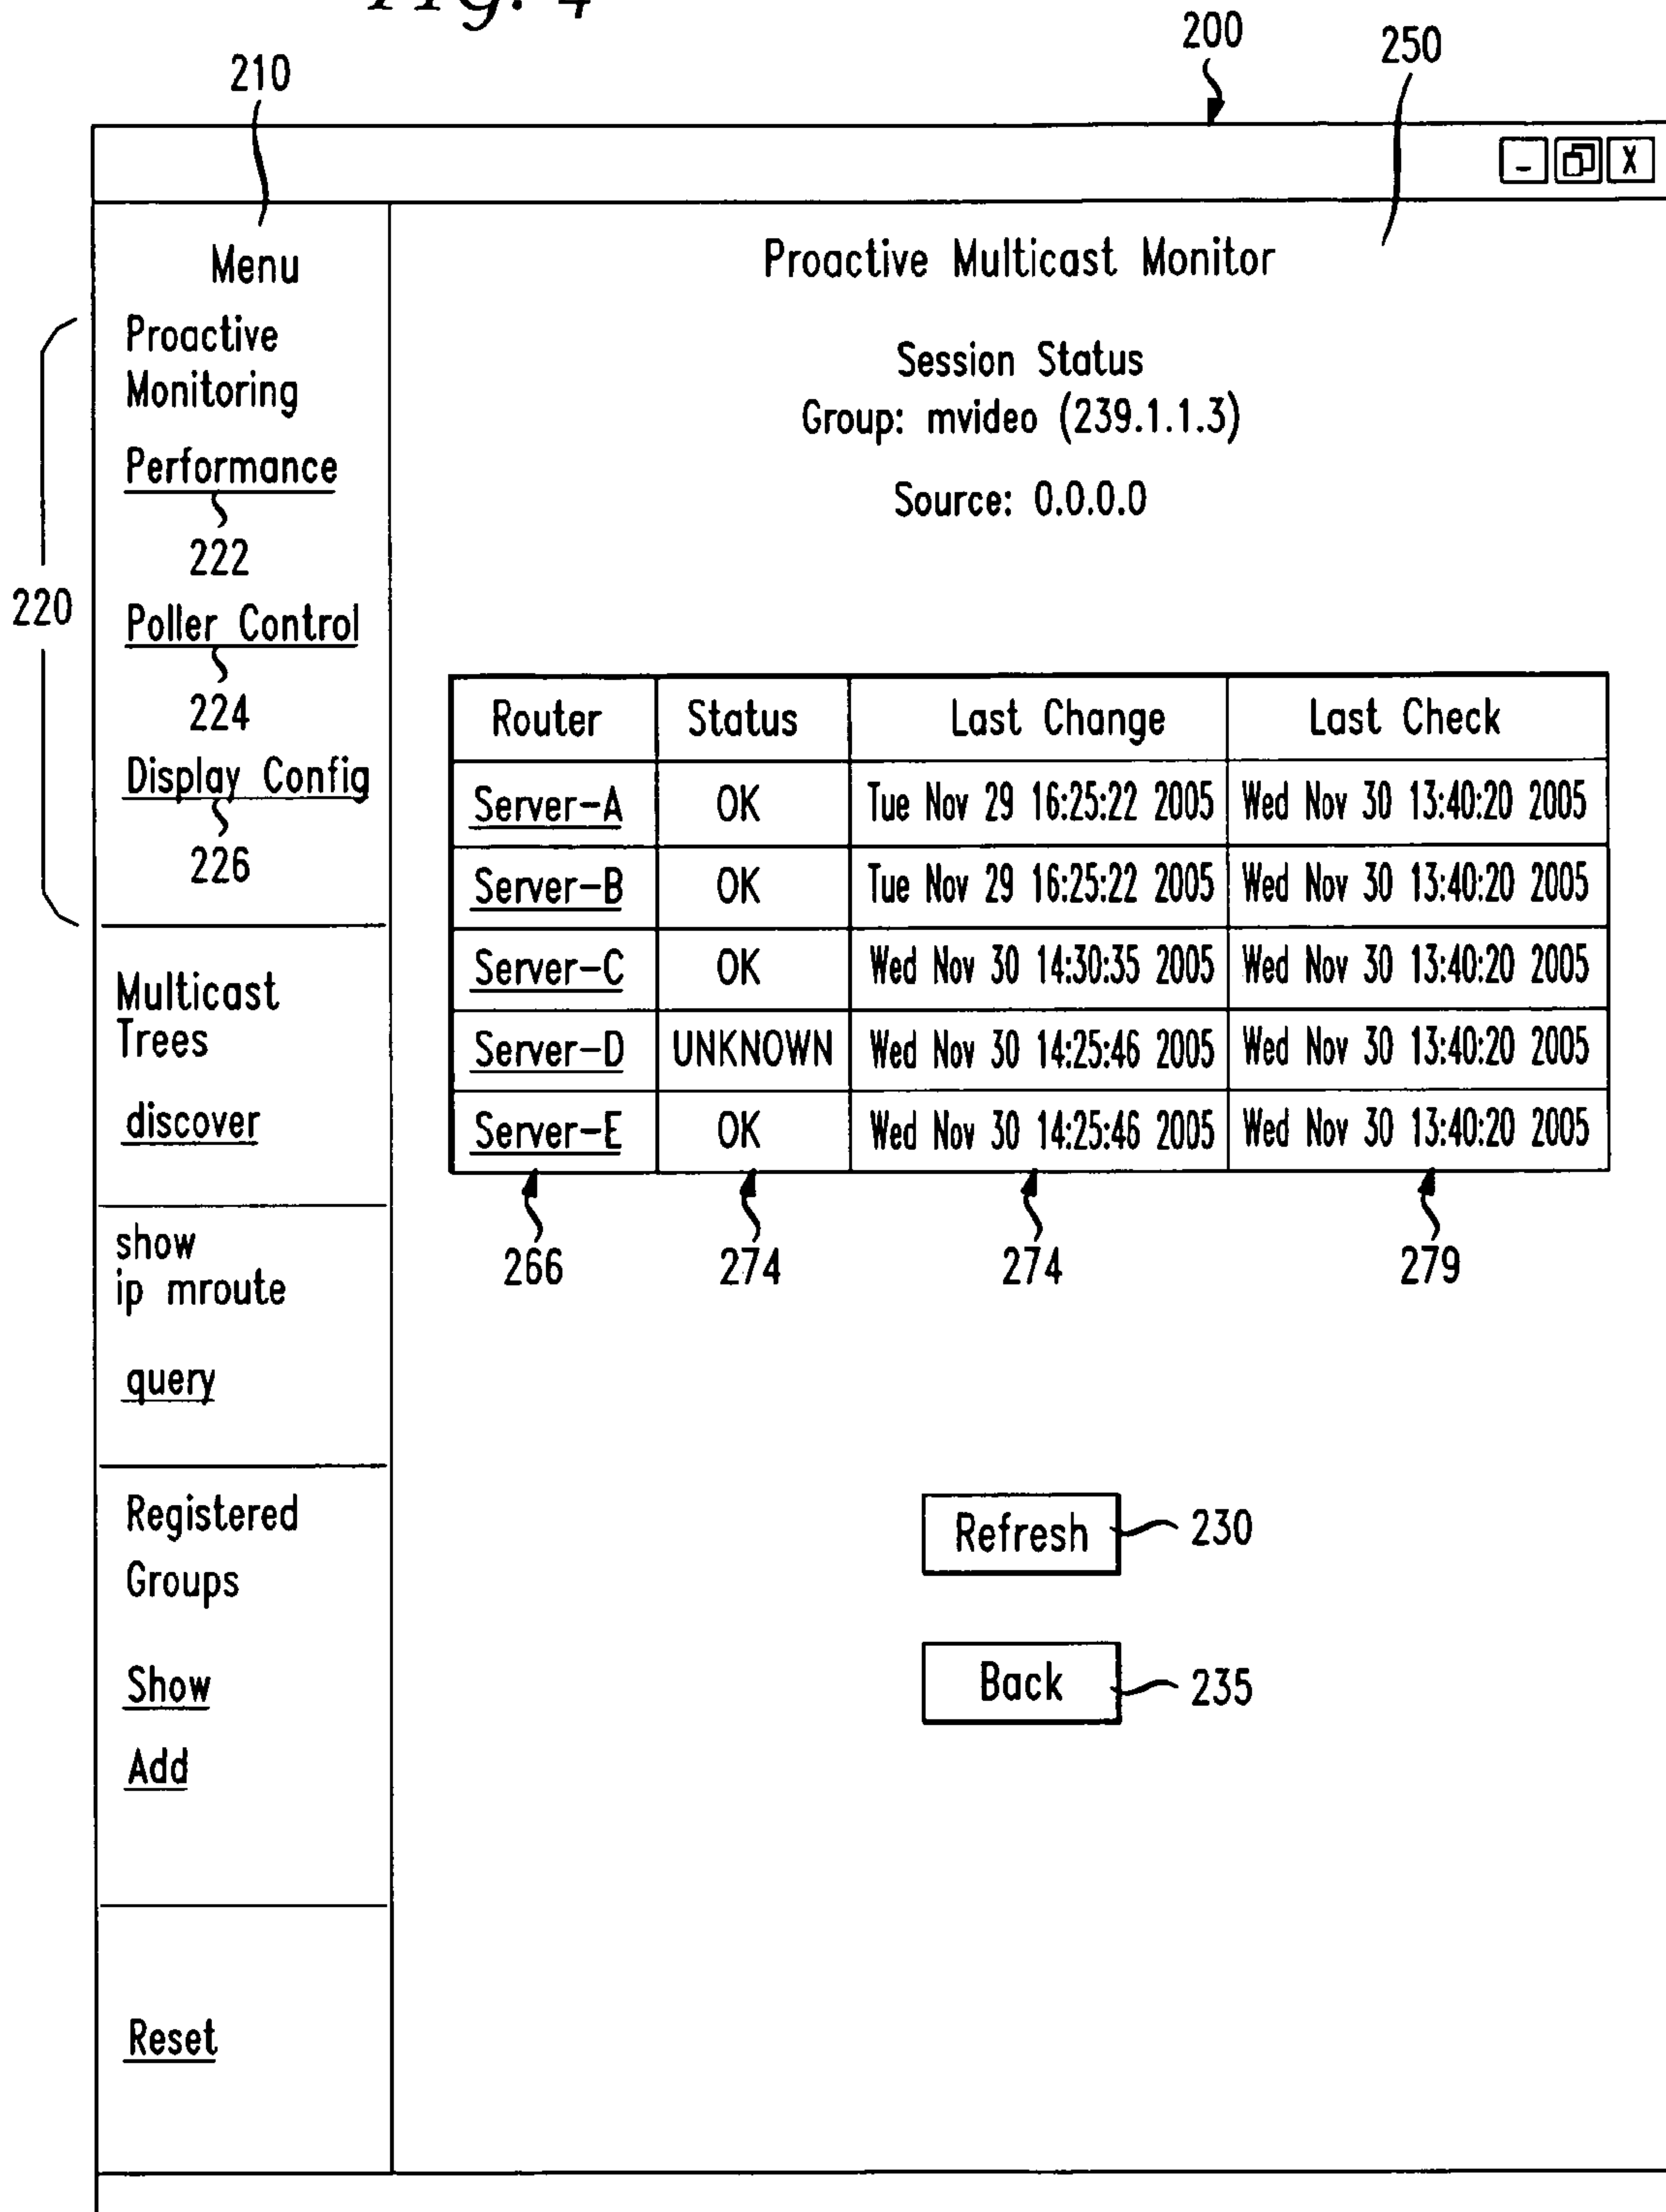 Fig. 4
200
250
210
- X
Menu
Proactive
Monitoring
Performance
222
220
Poller Control
224
Display Config
226
Multicast
Trees
discover
show
ip mroute
query
Registered
Groups
Show
Add
Reset
Proactive Multicast Monitor
Session Status
Group: mvideo (239.1.1.3)
Source: 0.0.0.0
Router Status Last Change Last Check
Server-A OK Tue Nov 29 16:25:22 2005 Wed Nov 30 13:40:20 2005
Server-B OK Tue Nov 29 16:25:22 2005 Wed Nov 30 13:40:20 2005
Server-C OK Wed Nov 30 14:30:35 2005 Wed Nov 30 13:40:20 2005
Server-D UNKNOWN Wed Nov 30 14:25:46 2005 Wed Nov 30 13:40:20 2005
Server-E OK Wed Nov 30 14:25:46 2005 Wed Nov 30 13:40:20 2005
266 274 274 279
Refresh 230
Back 235